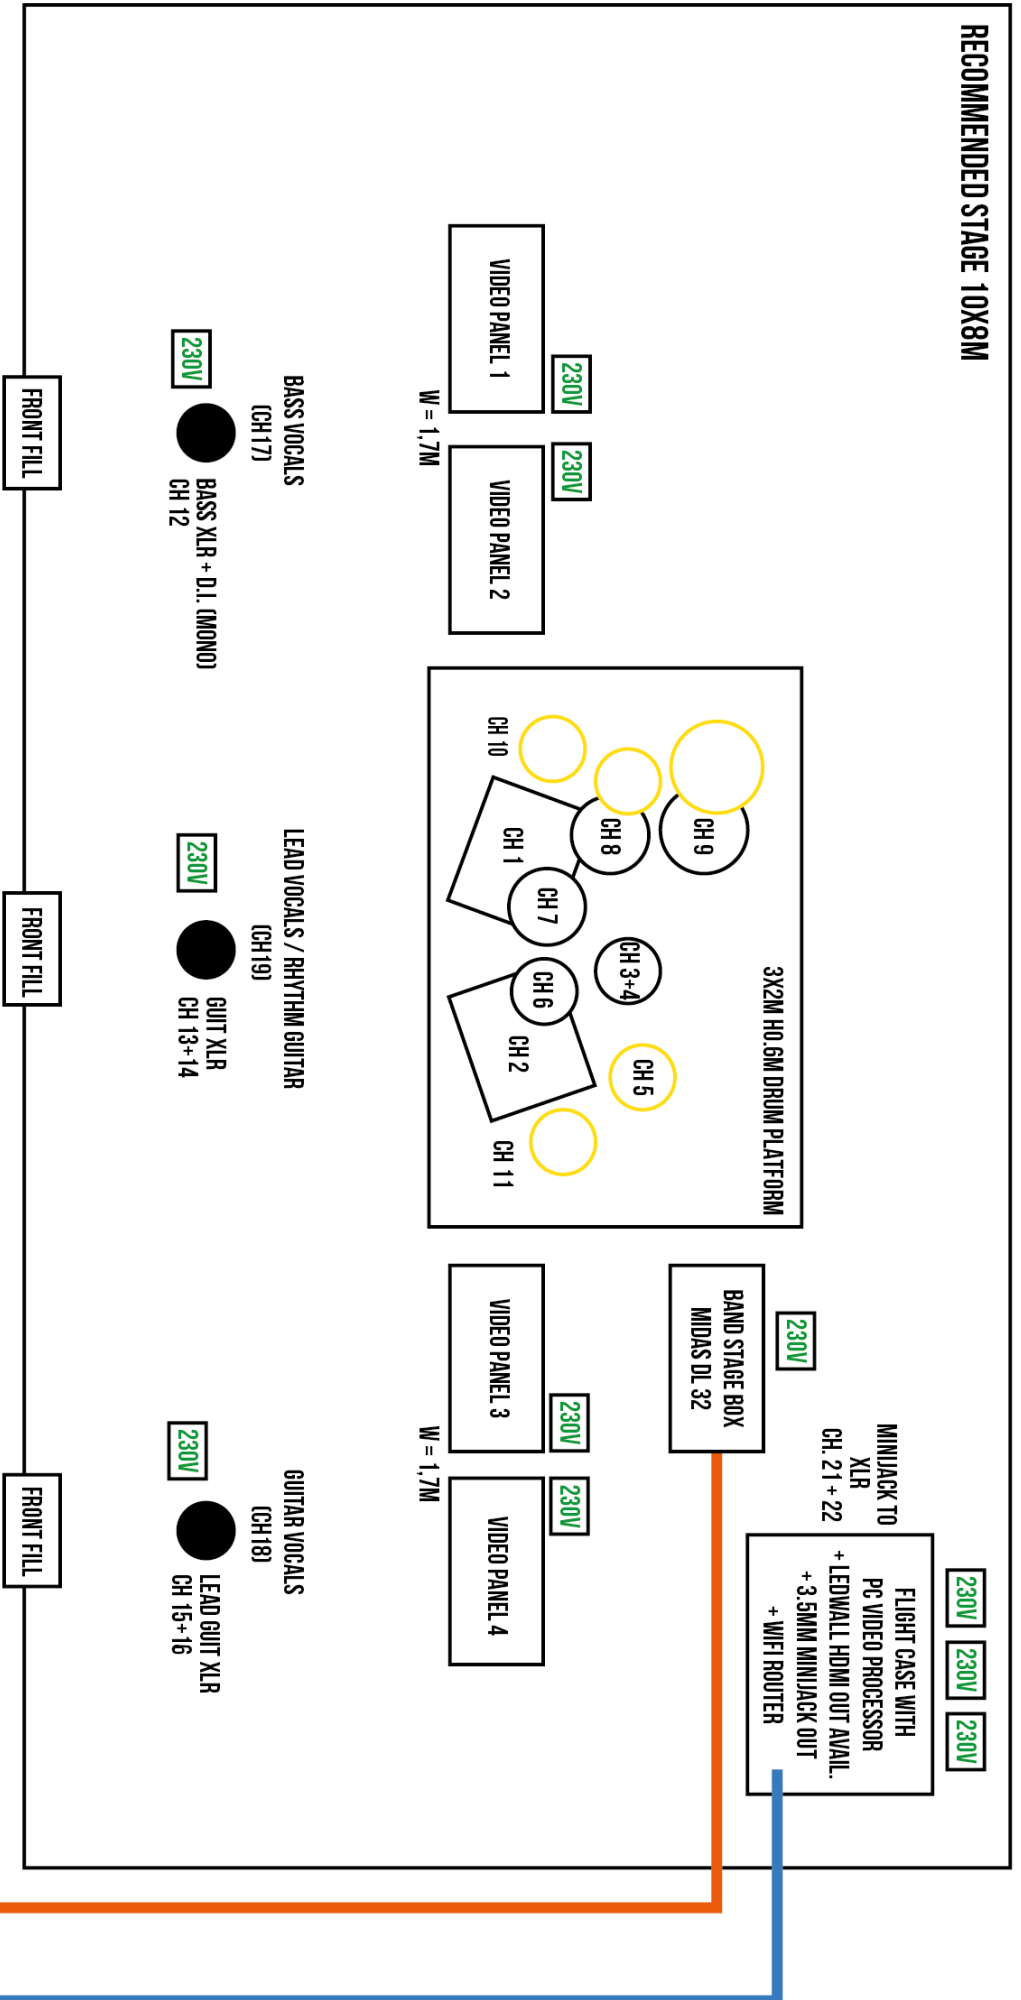 RECOMMENDED STAGE 10X8M
230V
230V
230V
FLIGHT CASE WITH
PC VIDEO PROCESSOR
+ LEDWALL HDMI OUT AVAIL.
+ 3.5MM MINIJACK OUT
+ WIFI ROUTER
MINIJACK TO
XLR
CH. 21 + 22
230V
BAND STAGE BOX
MIDAS DL 32
3X2M H0.6M DRUM PLATFORM
CH 9
CH 8
CH 3+4
CH 5
CH 10
CH 1
CH 7
CH 6
CH 2
CH 11
230V
230V
VIDEO PANEL 1
VIDEO PANEL 2
W = 1,7M
230V
230V
VIDEO PANEL 3
VIDEO PANEL 4
W = 1,7M
BASS VOCALS
(CH17)
230V
BASS XLR + D.I. (MONO)
CH 12
LEAD VOCALS / RHYTHM GUITAR
(CH19)
230V
GUIT XLR
CH 13+14
GUITAR VOCALS
(CH18)
230V
LEAD GUIT XLR
CH 15+16
FRONT FILL
FRONT FILL
FRONT FILL